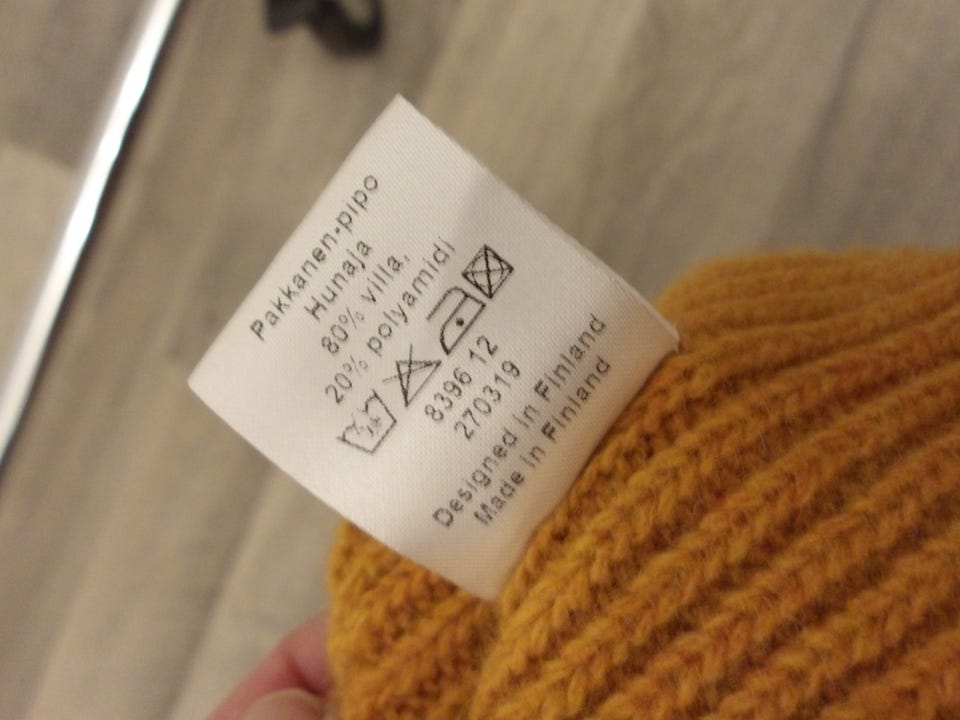 Pakkanen-pipo
Hunaja
80% villa,
20% polyamidi
8396 12
270319
Designed in Finland
Made in Finland